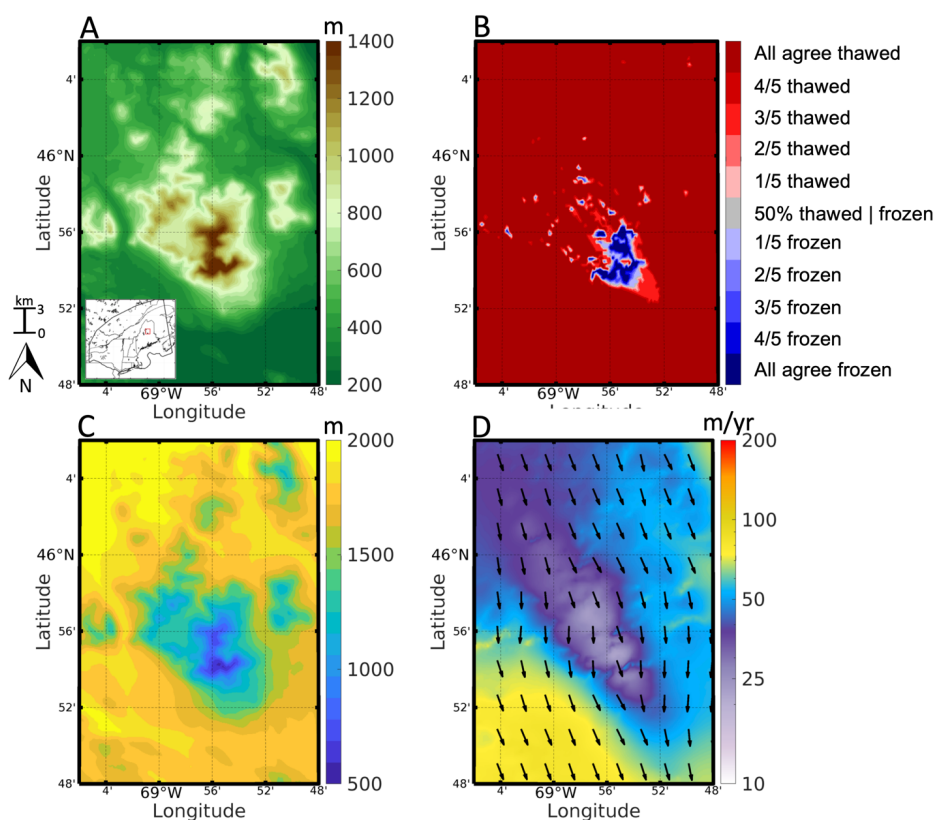 A
m
1400
1200
1000
800
600
400
200
4'
46°N
56'
52'
48'
Latitude
km
3
0
N
4'
69°W
56'
52'
48'
Longitude
B
All agree thawed
4/5 thawed
3/5 thawed
2/5 thawed
1/5 thawed
50% thawed | frozen
1/5 frozen
2/5 frozen
3/5 frozen
4/5 frozen
All agree frozen
4'
46°N
56'
52'
48'
Latitude
4'
69°W
56'
52'
48'
Longitude
C
m
2000
1500
1000
500
4'
46°N
56'
52'
48'
Latitude
4'
69°W
56'
52'
48'
Longitude
D
m/yr
200
100
50
25
10
4'
46°N
56'
52'
48'
Latitude
4'
69°W
56'
52'
48'
Longitude